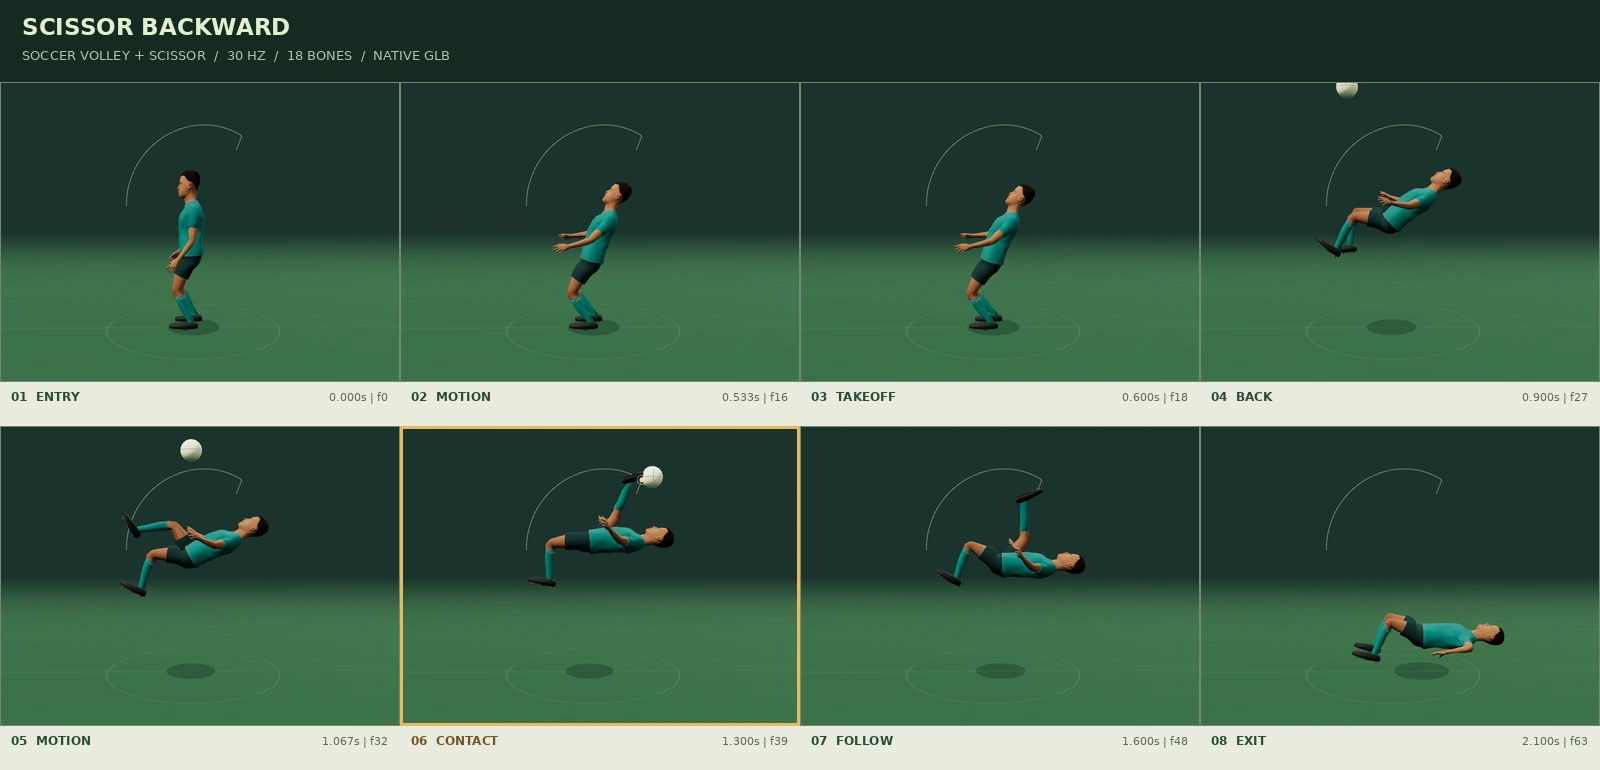 SCISSOR BACKWARD
SOCCER VOLLEY + SCISSOR / 30 HZ / 18 BONES / NATIVE GLB
01 ENTRY 0.000s | f0
02 MOTION 0.533s | f16
03 TAKEOFF 0.600s | f18
04 BACK 0.900s | f27
05 MOTION 1.067s | f32
06 CONTACT 1.300s | f39
07 FOLLOW 1.600s | f48
08 EXIT 2.100s | f63